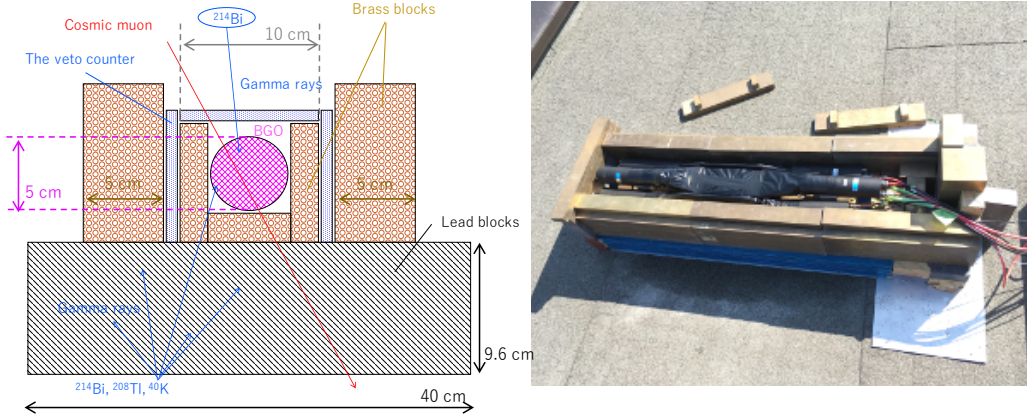 Cosmic muon
²¹⁴Bi
Brass blocks
10 cm
The veto counter
Gamma rays
BGO
5 cm
5 cm
5 cm
Lead blocks
Gamma rays
9.6 cm
²¹⁴Bi, ²⁰⁸Tl, ⁴⁰K
40 cm